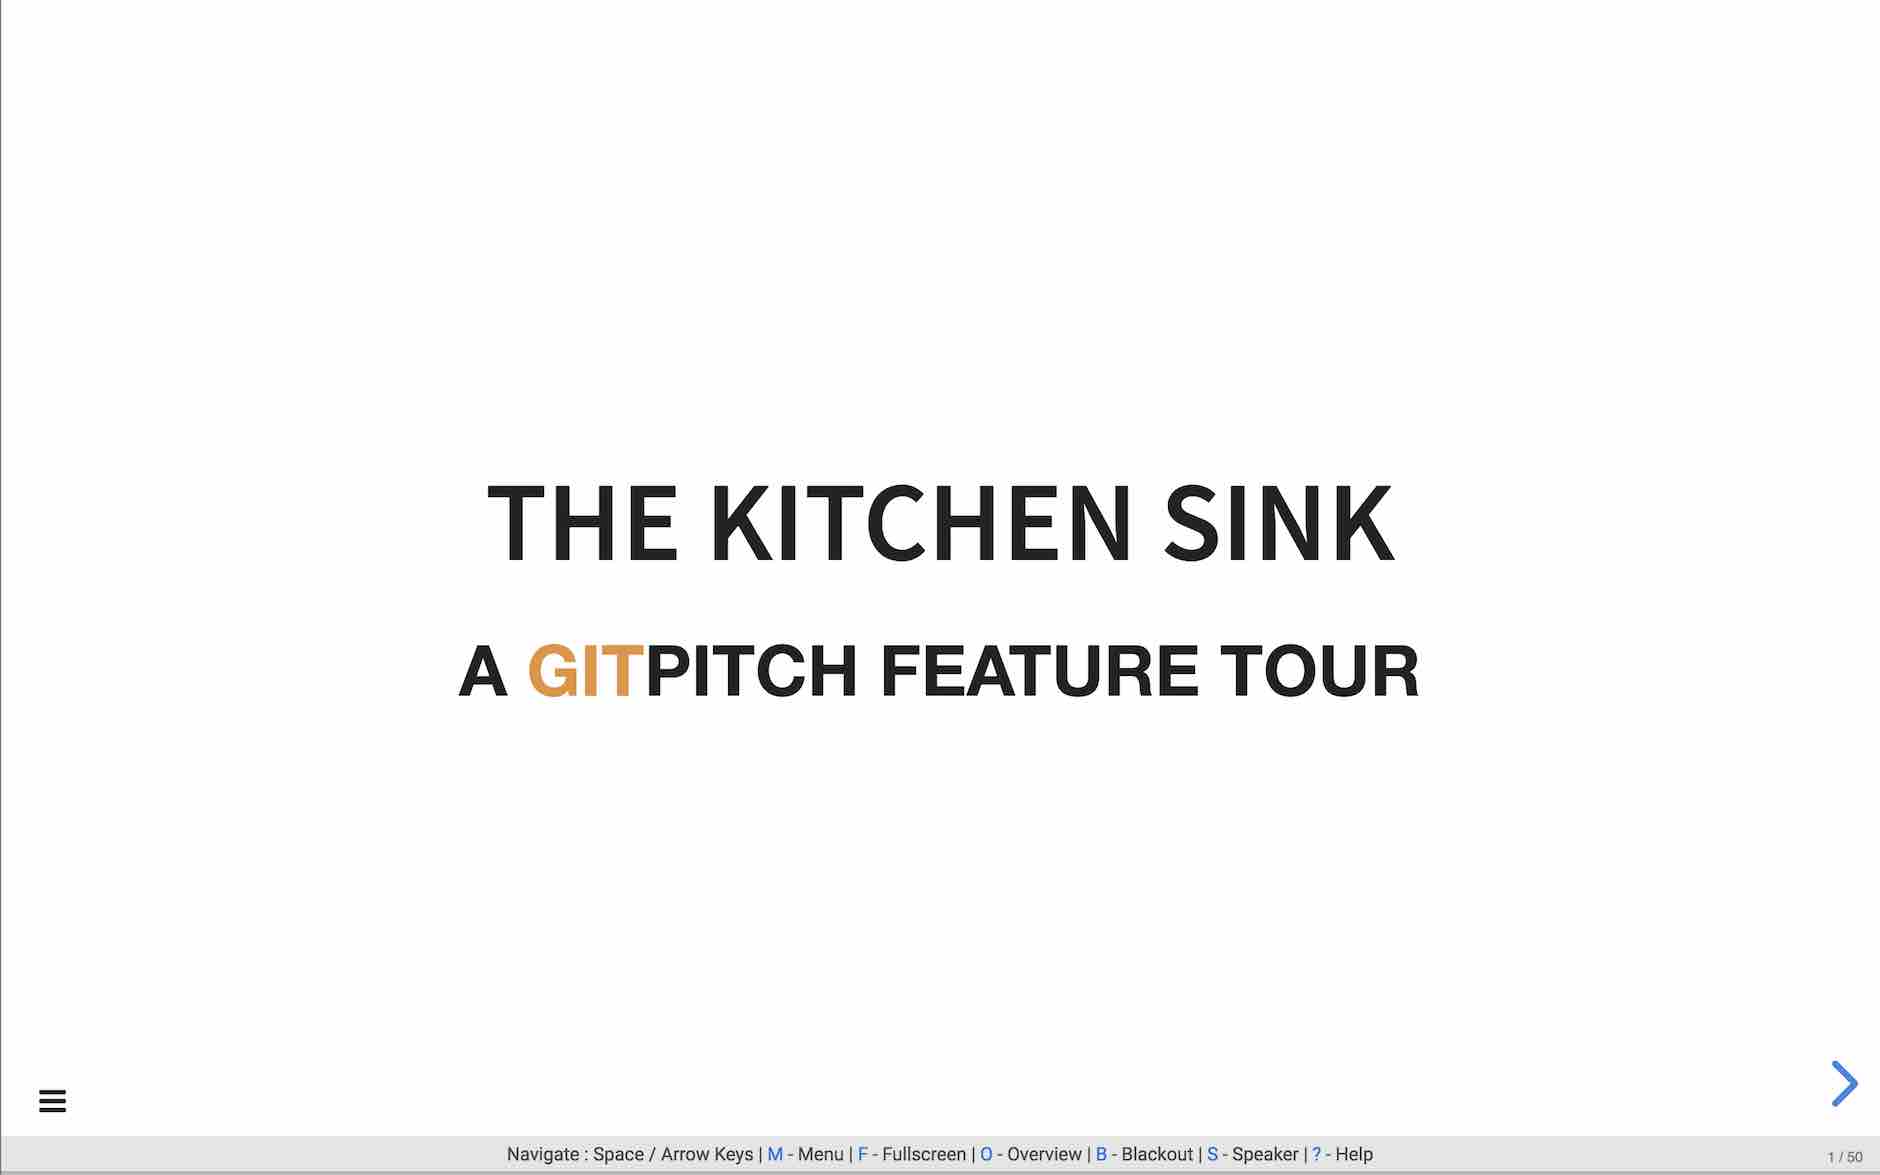 THE KITCHEN SINK
A GITPITCH FEATURE TOUR
Navigate : Space / Arrow Keys | M - Menu | F - Fullscreen | O - Overview | B - Blackout | S - Speaker | ? - Help
1 / 50